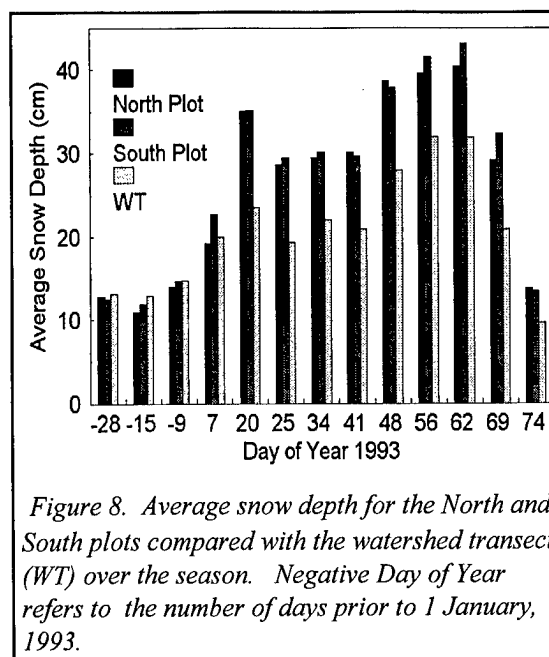 40
30
20
10
0
Average Snow Depth (cm)
North Plot
South Plot
WT
-28 -15 -9 7 20 25 34 41 48 56 62 69 74
Day of Year 1993
Figure 8. Average snow depth for the North and
South plots compared with the watershed transect
(WT) over the season. Negative Day of Year
refers to the number of days prior to 1 January,
1993.